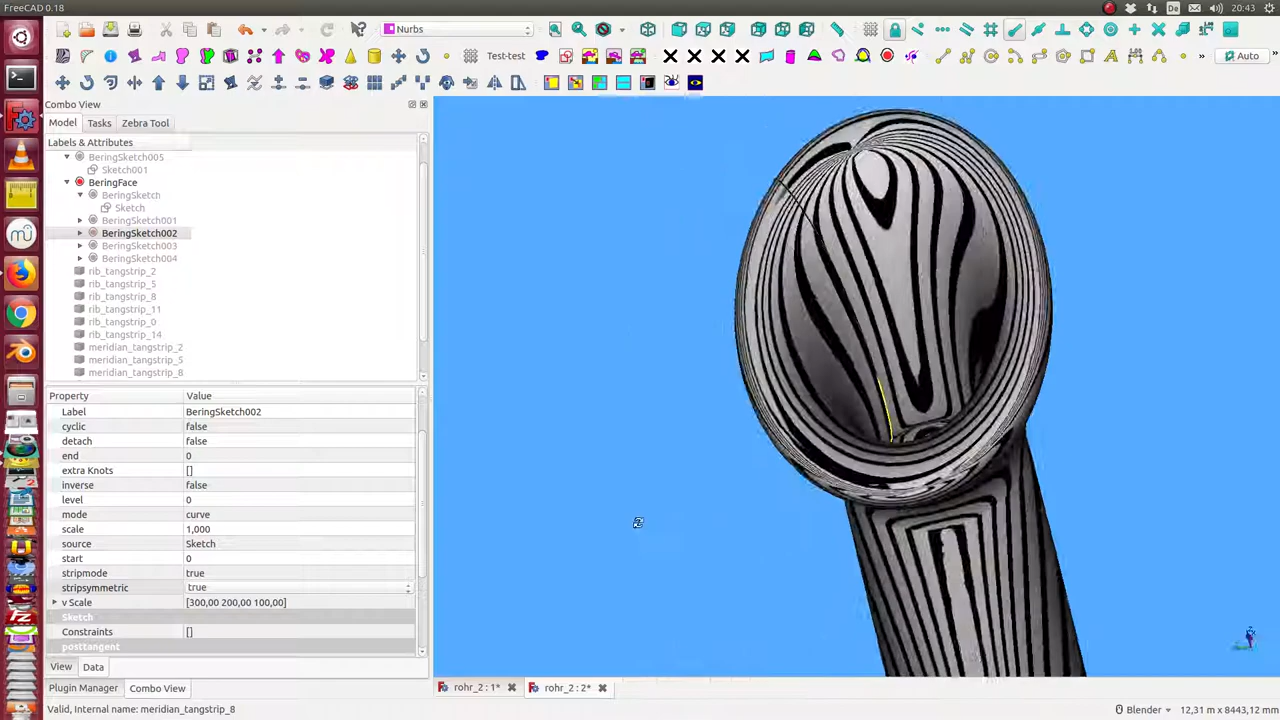 FreeCAD 0.18
De
20:43
Nurbs
Test-test
Auto
Combo View
Model
Tasks
Zebra Tool
Labels & Attributes
BeringSketch005
Sketch001
BeringFace
BeringSketch
Sketch
BeringSketch001
BeringSketch002
BeringSketch003
BeringSketch004
rib_tangstrip_2
rib_tangstrip_5
rib_tangstrip_8
rib_tangstrip_11
rib_tangstrip_0
rib_tangstrip_14
meridian_tangstrip_2
meridian_tangstrip_5
meridian_tangstrip_8
Property Value
Label BeringSketch002
cyclic false
detach false
end 0
extra Knots []
inverse false
level 0
mode curve
scale 1,000
source Sketch
start 0
stripmode true
stripsymmetric true
v Scale [300,00 200,00 100,00]
Sketch
Constraints []
posttangent
View
Data
Plugin Manager
Combo View
rohr_2 : 1*
rohr_2 : 2*
Valid, Internal name: meridian_tangstrip_8
Blender
12,31 m x 8443,12 mm